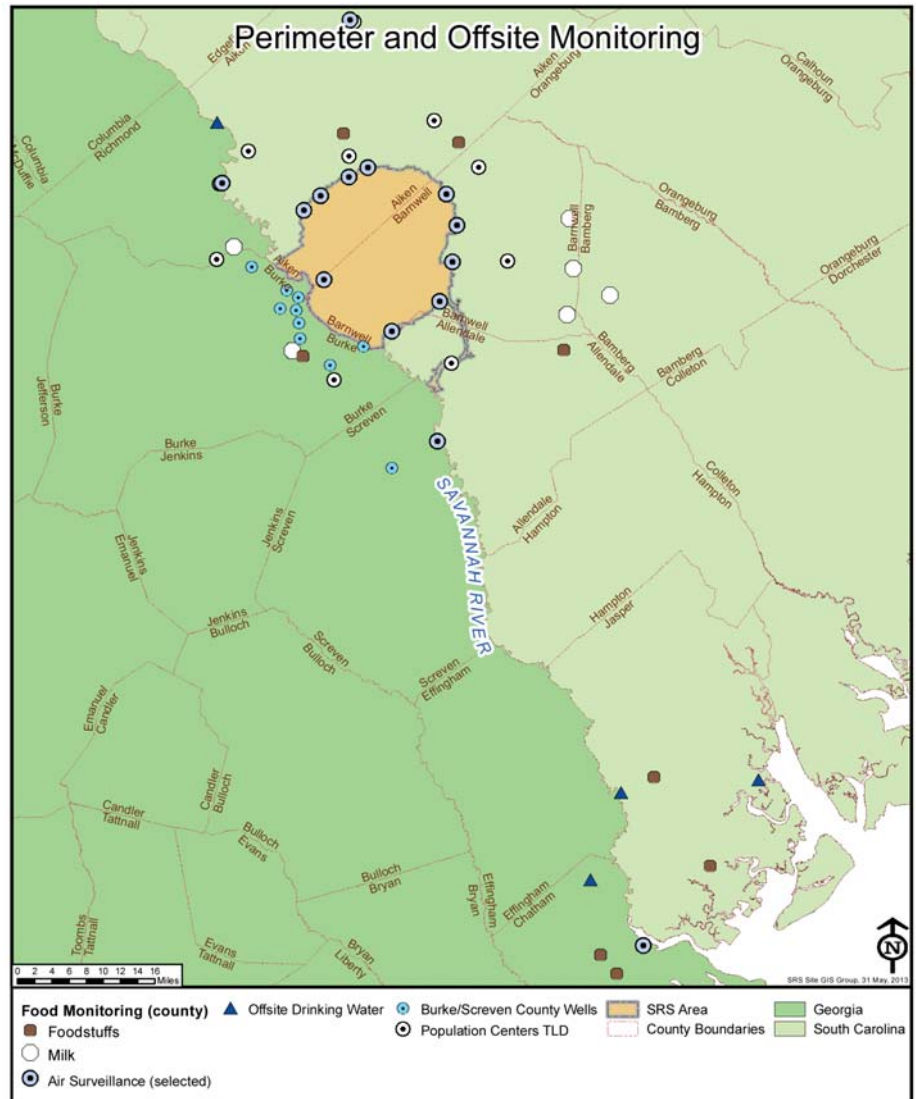 Perimeter and Offsite Monitoring
Edgefield
Aiken
Aiken
Orangeburg
Calhoun
Orangeburg
Columbia
Richmond
Columbia
McDuffie
Aiken
Barnwell
Orangeburg
Bamberg
Barnwell
Bamberg
Orangeburg
Dorchester
Aiken
Burke
Barnwell
Burke
Barnwell
Allendale
Bamberg
Allendale
Bamberg
Colleton
Burke
Jefferson
Burke
Screven
Burke
Jenkins
Colleton
Hampton
SAVANNAH RIVER
Allendale
Hampton
Jenkins
Screven
Jenkins
Emanuel
Hampton
Jasper
Jenkins
Bulloch
Screven
Bulloch
Screven
Effingham
Emanuel
Candler
Candler
Bulloch
Candler
Tattnall
Bulloch
Evans
Bulloch
Bryan
Effingham
Bryan
Effingham
Chatham
Toombs
Tattnall
Evans
Tattnall
Bryan
Liberty
N
0 2 4 6 8 10 12 14 16
Miles
SRS Site GIS Group, 31 May, 2013
Food Monitoring (county)
Foodstuffs
Milk
Air Surveillance (selected)
Offsite Drinking Water
Burke/Screven County Wells
Population Centers TLD
SRS Area
County Boundaries
Georgia
South Carolina